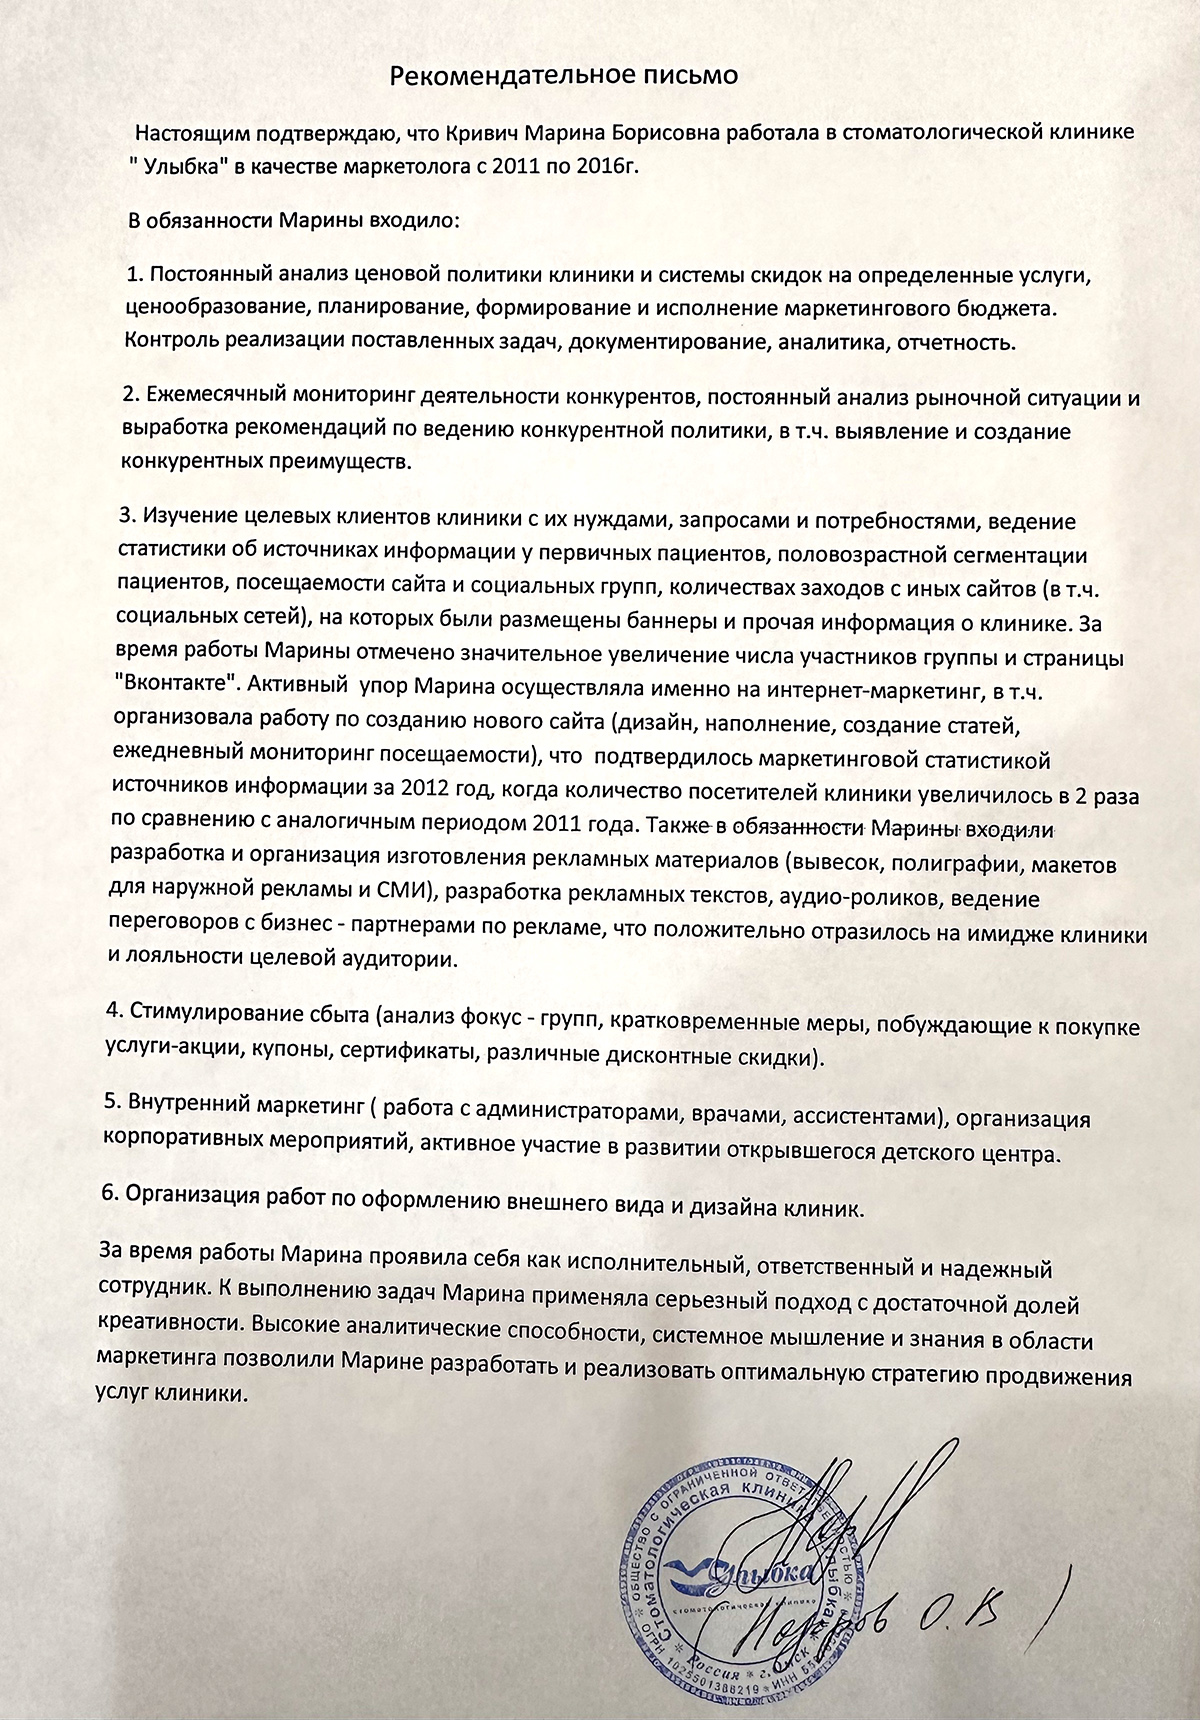 Рекомендательное письмо
Настоящим подтверждаю, что Кривич Марина Борисовна работала в стоматологической клинике
" Улыбка" в качестве маркетолога с 2011 по 2016г.
В обязанности Марины входило:
1. Постоянный анализ ценовой политики клиники и системы скидок на определенные услуги,
ценообразование, планирование, формирование и исполнение маркетингового бюджета.
Контроль реализации поставленных задач, документирование, аналитика, отчетность.
2. Ежемесячный мониторинг деятельности конкурентов, постоянный анализ рыночной ситуации и
выработка рекомендаций по ведению конкурентной политики, в т.ч. выявление и создание
конкурентных преимуществ.
3. Изучение целевых клиентов клиники с их нуждами, запросами и потребностями, ведение
статистики об источниках информации у первичных пациентов, половозрастной сегментации
пациентов, посещаемости сайта и социальных групп, количествах заходов с иных сайтов (в т.ч.
социальных сетей), на которых были размещены баннеры и прочая информация о клинике. За
время работы Марины отмечено значительное увеличение числа участников группы и страницы
"Вконтакте". Активный  упор Марина осуществляла именно на интернет-маркетинг, в т.ч.
организовала работу по созданию нового сайта (дизайн, наполнение, создание статей,
ежедневный мониторинг посещаемости), что  подтвердилось маркетинговой статистикой
источников информации за 2012 год, когда количество посетителей клиники увеличилось в 2 раза
по сравнению с аналогичным периодом 2011 года. Также в обязанности Марины входили
разработка и организация изготовления рекламных материалов (вывесок, полиграфии, макетов
для наружной рекламы и СМИ), разработка рекламных текстов, аудио-роликов, ведение
переговоров с бизнес - партнерами по рекламе, что положительно отразилось на имидже клиники
и лояльности целевой аудитории.
4. Стимулирование сбыта (анализ фокус - групп, кратковременные меры, побуждающие к покупке
услуги-акции, купоны, сертификаты, различные дисконтные скидки).
5. Внутренний маркетинг ( работа с администраторами, врачами, ассистентами), организация
корпоративных мероприятий, активное участие в развитии открывшегося детского центра.
6. Организация работ по оформлению внешнего вида и дизайна клиник.
За время работы Марина проявила себя как исполнительный, ответственный и надежный
сотрудник. К выполнению задач Марина применяла серьезный подход с достаточной долей
креативности. Высокие аналитические способности, системное мышление и знания в области
маркетинга позволили Марине разработать и реализовать оптимальную стратегию продвижения
услуг клиники.
ОБЩЕСТВО С ОГРАНИЧЕННОЙ ОТВЕТСТВЕННОСТЬЮ
Стоматологическая клиника Улыбка
Улыбка
стоматологическая клиника
Россия * г. Омск
ОГРН 1025501386219 * ИНН
О. В